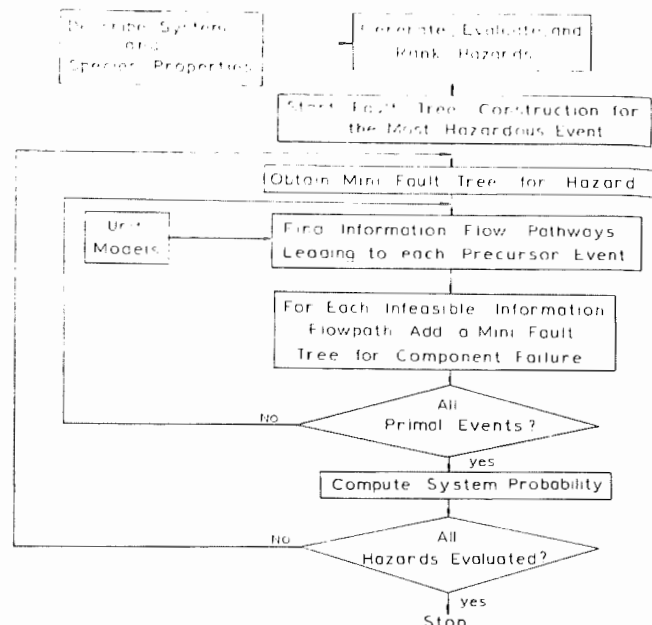 Describe System
and
Species Properties
Generate, Evaluate, and
Rank Hazards
Start Fault Tree Construction for
the Most Hazardous Event
Obtain Mini Fault Tree for Hazard
Unit
Models
Find Information Flow Pathways
Leading to each Precursor Event
For Each Infeasible Information
Flowpath Add a Mini Fault
Tree for Component Failure
All
Primal Events?
No
yes
Compute System Probability
All
Hazards Evaluated?
No
yes
Stop